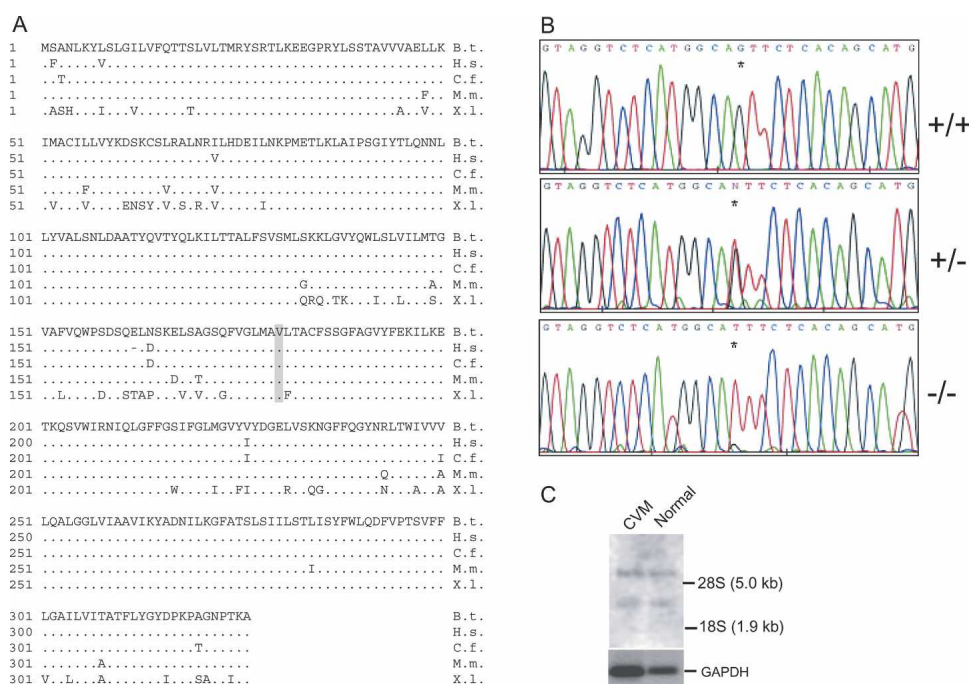 A
1 MSANLKYLSLGILVFQTTSLVLTMRYSRTLKEEGPRYLSSTAVVVAELLK B.t.
1 .F.....V.......................................... H.s.
1 ..T............................................... C.f.
1 ...............................................F.. M.m.
1 .ASH...I...V......T.........................A..V.. X.l.
51 IMACILLVYKDSKCSLRALNRILHDEILNKPMETLKLAIPSGIYTLQNNL B.t.
51 .....................V............................ H.s.
51 .................................................. C.f.
51 .....F.........V.....V............................ M.m.
51 .V...V....ENSY.V.S.R.V.....I...................... X.l.
101 LYVALSNLDAATYQVTYQLKILTTALFSVSMLSKKLGVYQWLSLVILMTG B.t.
101 .................................................. H.s.
101 .................................................. C.f.
101 ................................G...............A. M.m.
101 ................................QRQ.TK...I..L...S. X.l.
151 VAFVQWPSDSQELNSKELSAGSQFVGLMAVLTACFSSGFAGVYFEKILKE B.t.
151 ...........-.D.................................... H.s.
151 .............D.................................... C.f.
151 ................D..T.............................. M.m.
151 ..L....D..STAP...V.V..G.......F................... X.l.
201 TKQSVWIRNIQLGFFGSIFGLMGVYVYDGELVSKNGFFQGYNRLTWIVVV B.t.
200 .........................I........................ H.s.
201 .........................I.......................I C.f.
201 ..........................................Q......A M.m.
201 ................W....I..FI....R..QG.......N...A..A X.l.
251 LQALGGLVIAAVIKYADNILKGFATSLSIILSTLISYFWLQDFVPTSVFF B.t.
250 .................................................. H.s.
251 .................................................. C.f.
251 .................................I................ M.m.
251 .................................................. X.l.
301 LGAILVITATFLYGYDPKPAGNPTKA B.t.
300 .......................... H.s.
301 ...................T...... C.f.
301 .......A.................. M.m.
301 V..L...A.......I...SA..I.. X.l.
B
GTAGGTCTCATGGCAGTTCTCACAGCATG
*
+/+
GTAGGTCTCATGGCANTTCTCACAGCATG
*
+/-
GTAGGTCTCATGGCATTTCTCACAGCATG
*
-/-
C
CVM Normal
28S (5.0 kb)
18S (1.9 kb)
GAPDH